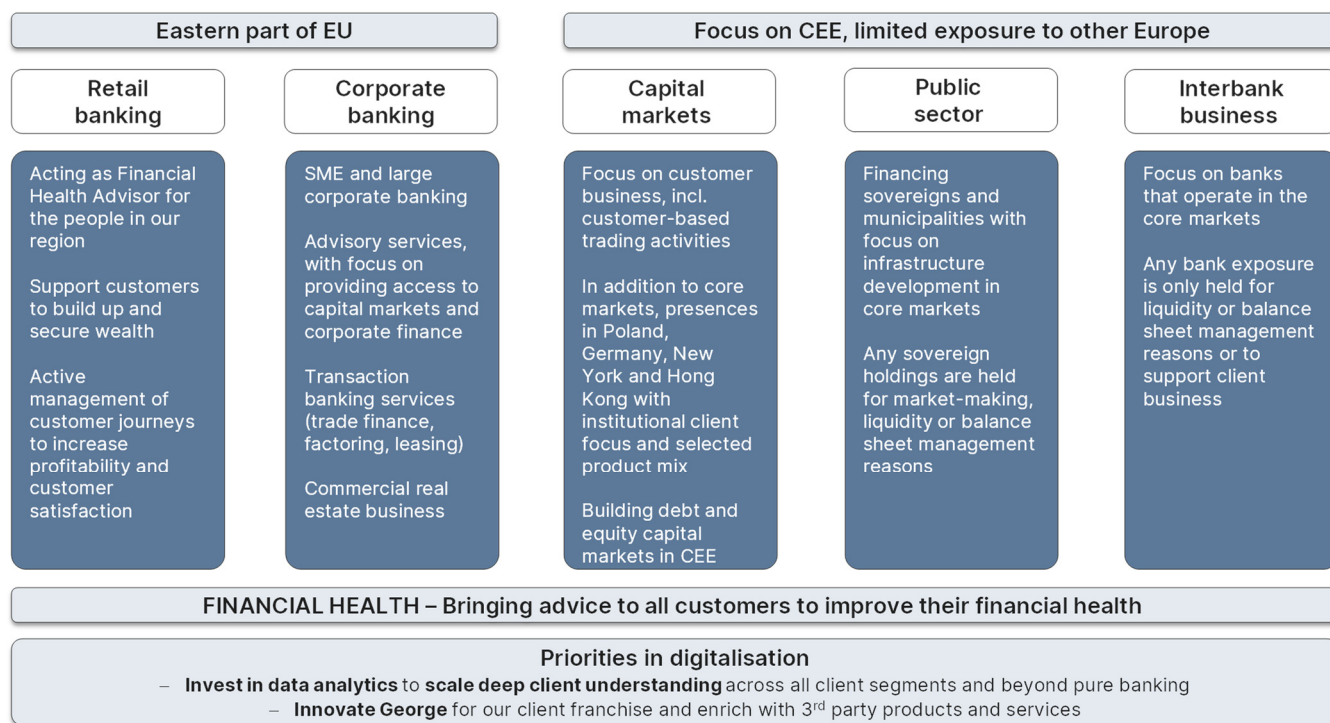 Eastern part of EU
Focus on CEE, limited exposure to other Europe
Retail
banking
Corporate
banking
Capital
markets
Public
sector
Interbank
business
Acting as Financial
Health Advisor for
the people in our
region
Support customers
to build up and
secure wealth
Active
management of
customer journeys
to increase
profitability and
customer
satisfaction
SME and large
corporate banking
Advisory services,
with focus on
providing access to
capital markets and
corporate finance
Transaction
banking services
(trade finance,
factoring, leasing)
Commercial real
estate business
Focus on customer
business, incl.
customer-based
trading activities
In addition to core
markets, presences
in Poland,
Germany, New
York and Hong
Kong with
institutional client
focus and selected
product mix
Building debt and
equity capital
markets in CEE
Financing
sovereigns and
municipalities with
focus on
infrastructure
development in
core markets
Any sovereign
holdings are held
for market-making,
liquidity or balance
sheet management
reasons
Focus on banks
that operate in the
core markets
Any bank exposure
is only held for
liquidity or balance
sheet management
reasons or to
support client
business
FINANCIAL HEALTH – Bringing advice to all customers to improve their financial health
Priorities in digitalisation
– Invest in data analytics to scale deep client understanding across all client segments and beyond pure banking
– Innovate George for our client franchise and enrich with 3rd party products and services